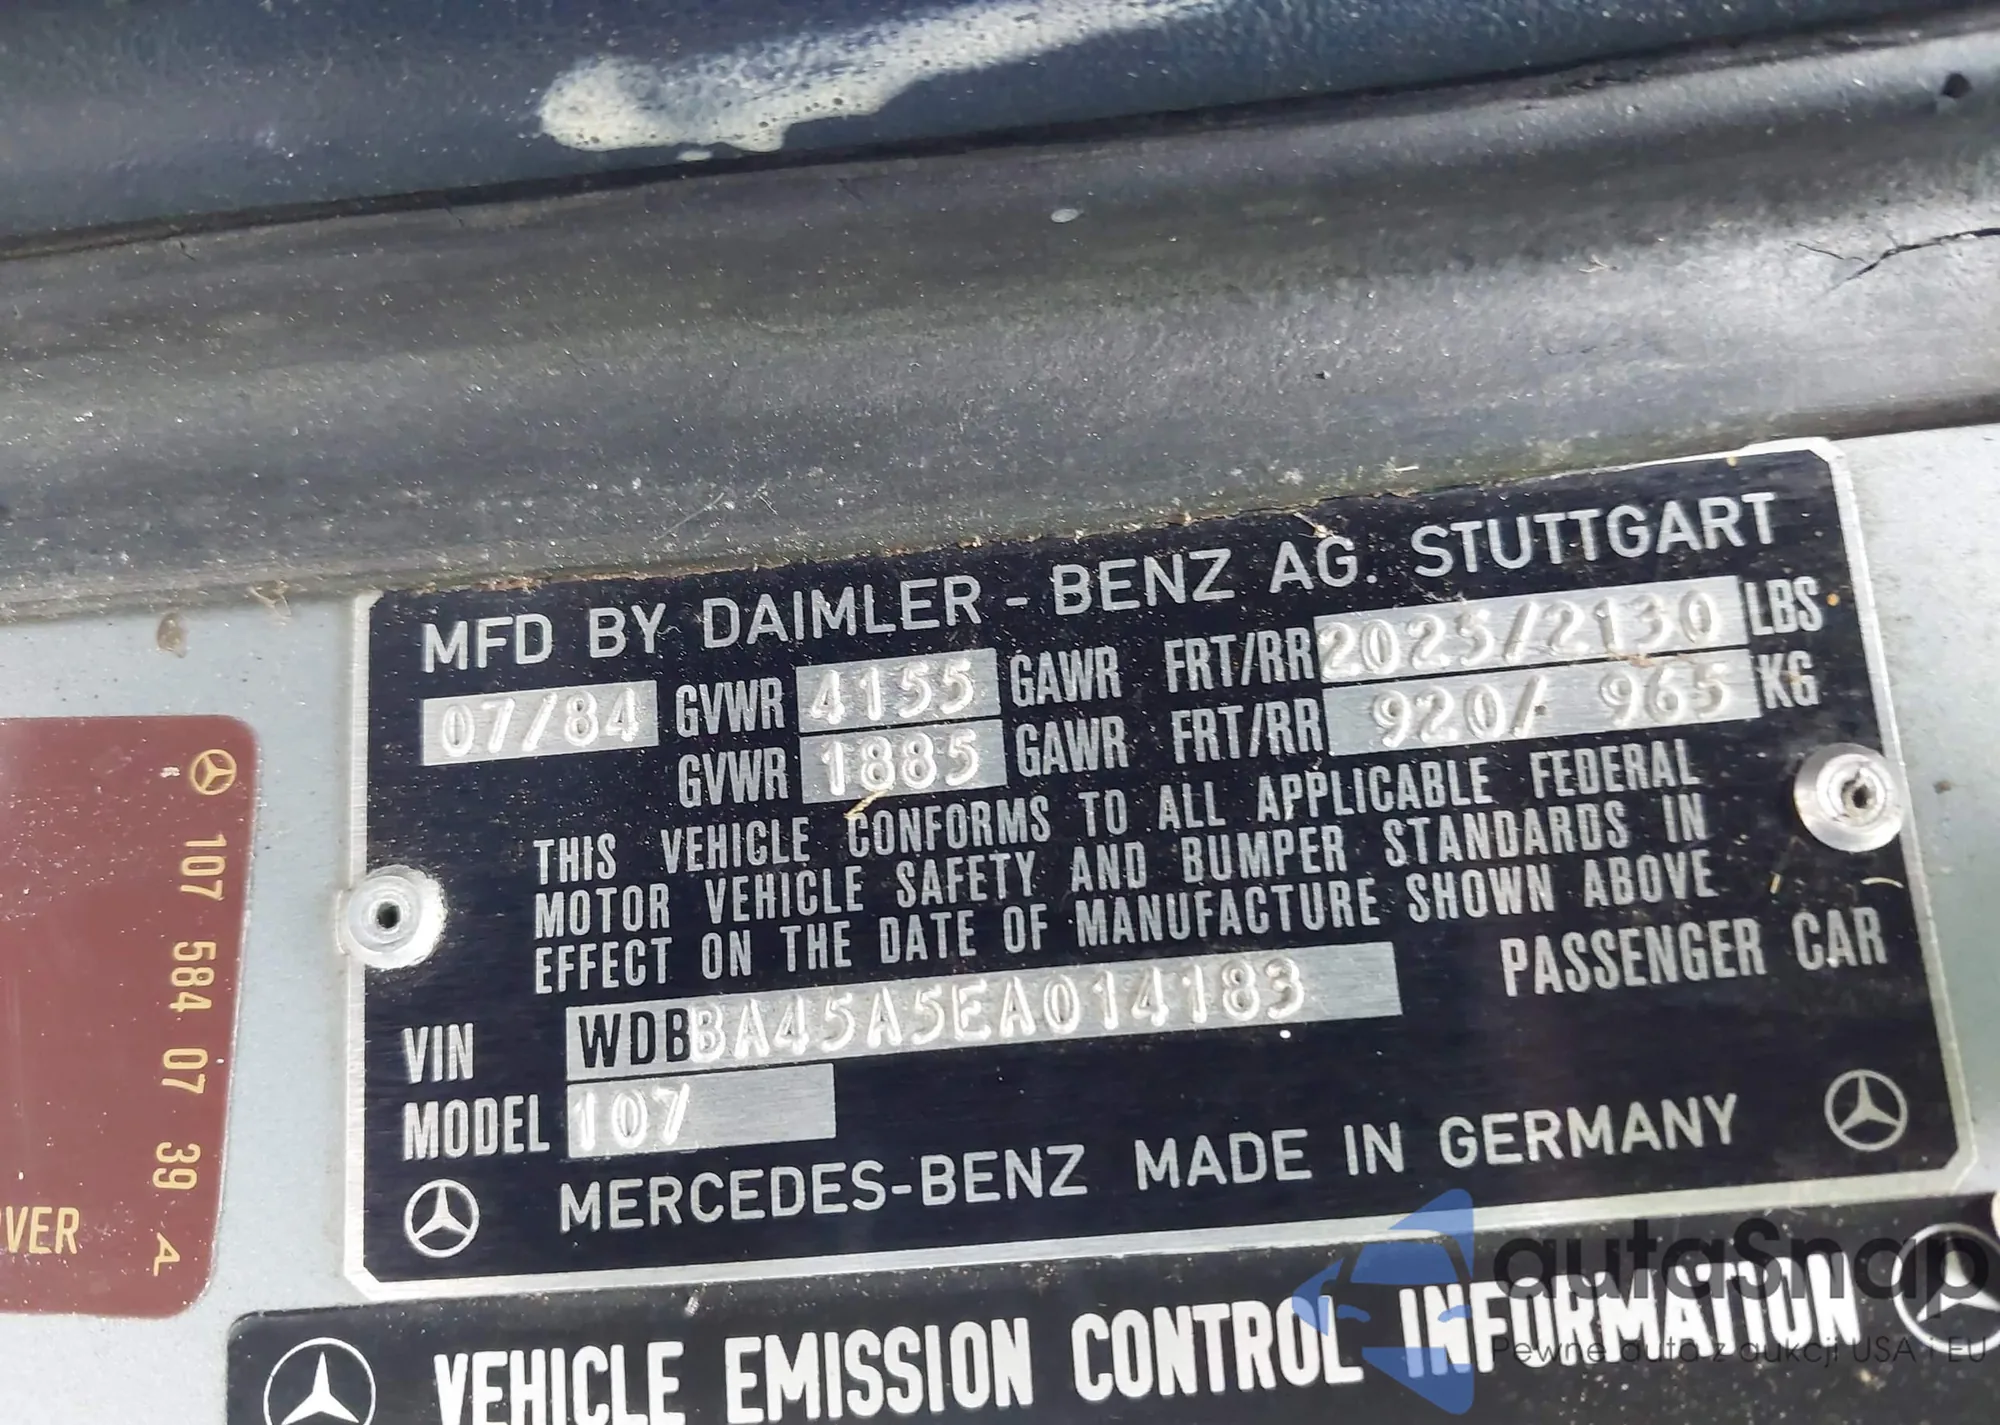 MFD BY DAIMLER - BENZ AG. STUTTGART
07/84 GVWR 4155 GAWR FRT/RR 2025/2130 LBS
GVWR 1885 GAWR FRT/RR 920/ 965 KG
THIS VEHICLE CONFORMS TO ALL APPLICABLE FEDERAL
MOTOR VEHICLE SAFETY AND BUMPER STANDARDS IN
EFFECT ON THE DATE OF MANUFACTURE SHOWN ABOVE
VIN WDBBA45A5EA014183 PASSENGER CAR
MODEL 107
MERCEDES-BENZ MADE IN GERMANY
107 584 07 39 A
VEHICLE EMISSION CONTROL INFORMATION
autaSnap
Pewne auta z aukcji USA i EU